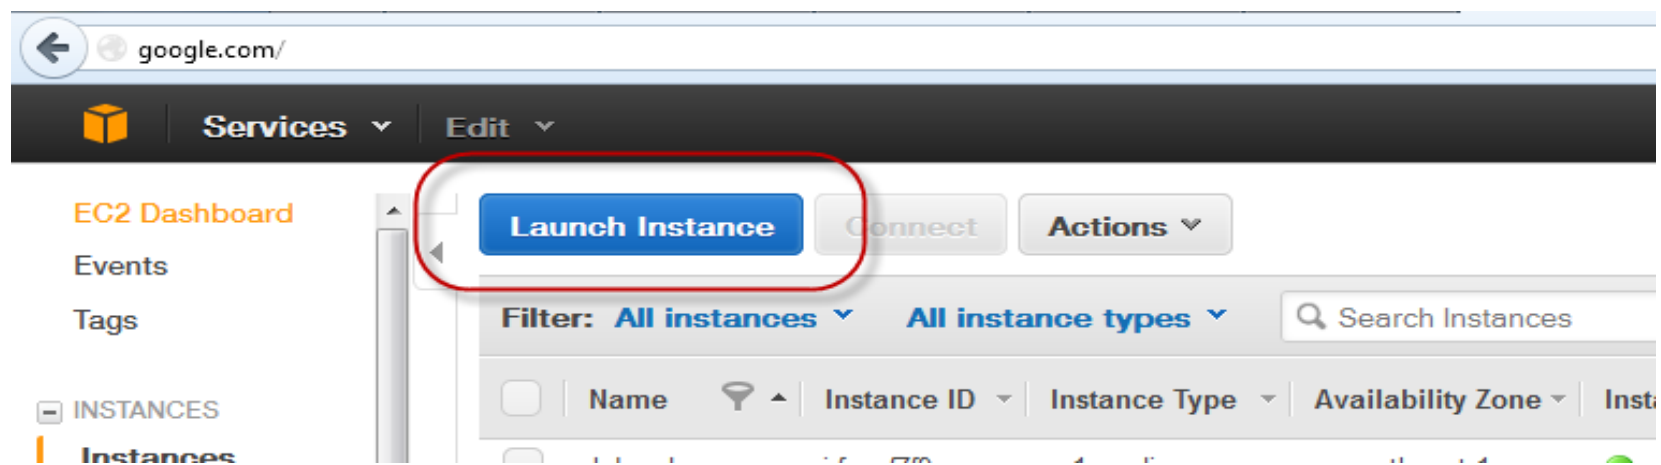 google.com/
Services Edit
EC2 Dashboard
Events
Tags
INSTANCES
Instances
Launch Instance Connect Actions
Filter: All instances All instance types Search Instances
Name Instance ID Instance Type Availability Zone